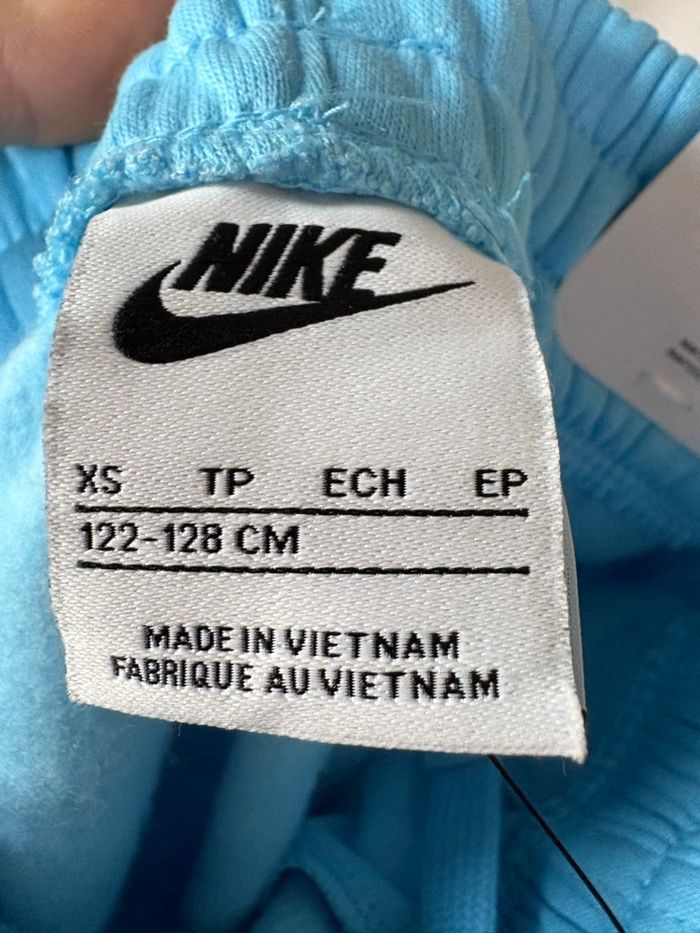 NIKE
XS TP ECH EP
122-128 CM
MADE IN VIETNAM
FABRIQUE AU VIETNAM